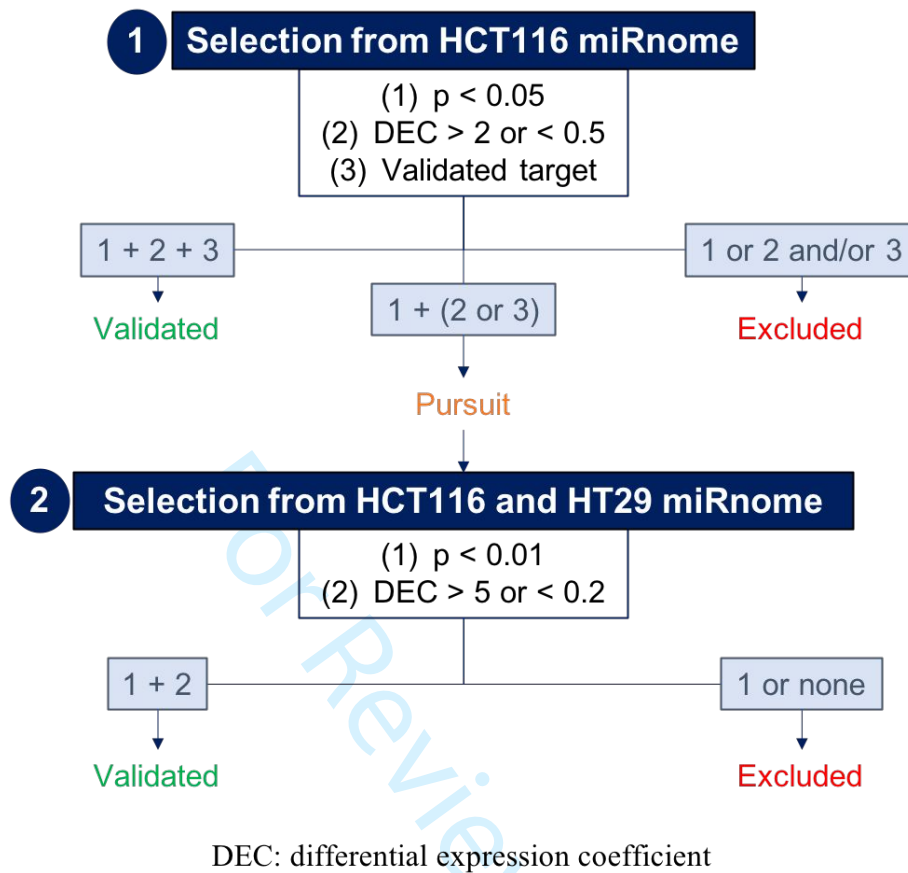 1 Selection from HCT116 miRnome
(1) p < 0.05
(2) DEC > 2 or < 0.5
(3) Validated target
1 + 2 + 3
1 or 2 and/or 3
1 + (2 or 3)
Validated
Excluded
Pursuit
2 Selection from HCT116 and HT29 miRnome
(1) p < 0.01
(2) DEC > 5 or < 0.2
1 + 2
1 or none
Validated
Excluded
For Review
DEC: differential expression coefficient